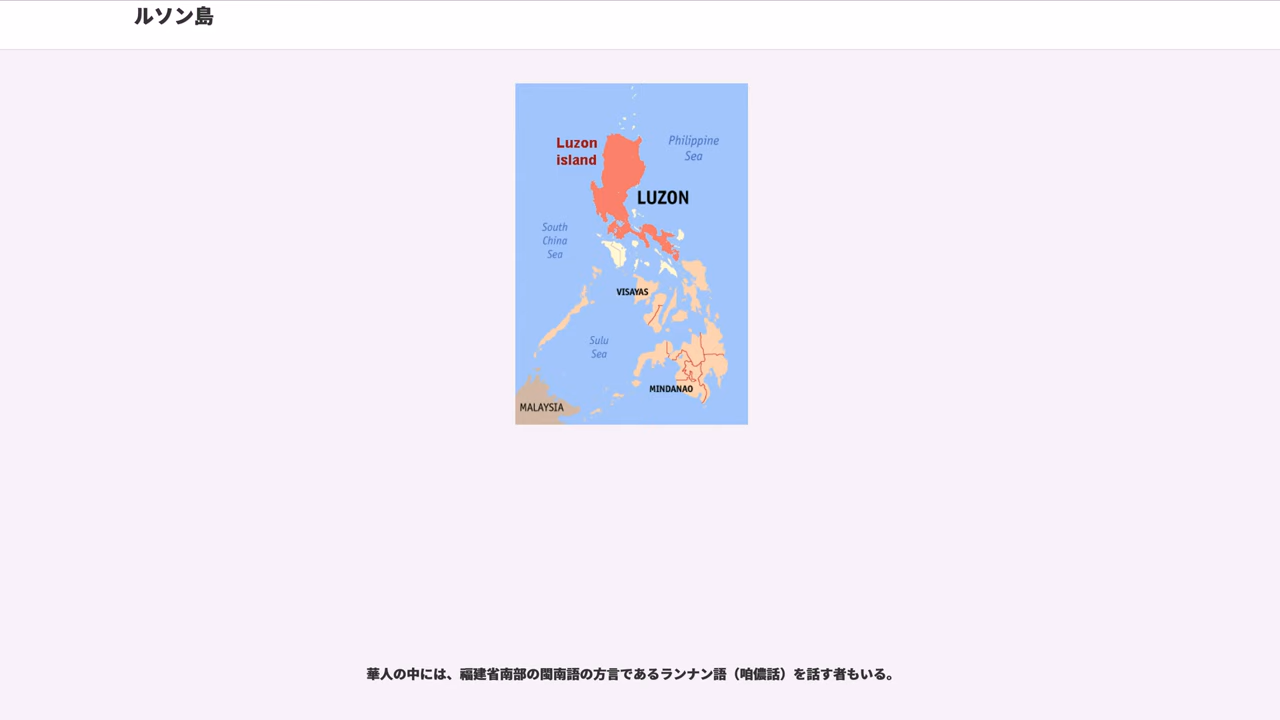 ルソン島
Luzon
island
Philippine
Sea
LUZON
South
China
Sea
VISAYAS
Sulu
Sea
MINDANAO
MALAYSIA
華人の中には、福建省南部の閩南語の方言であるランナン語（咱儂話）を話す者もいる。